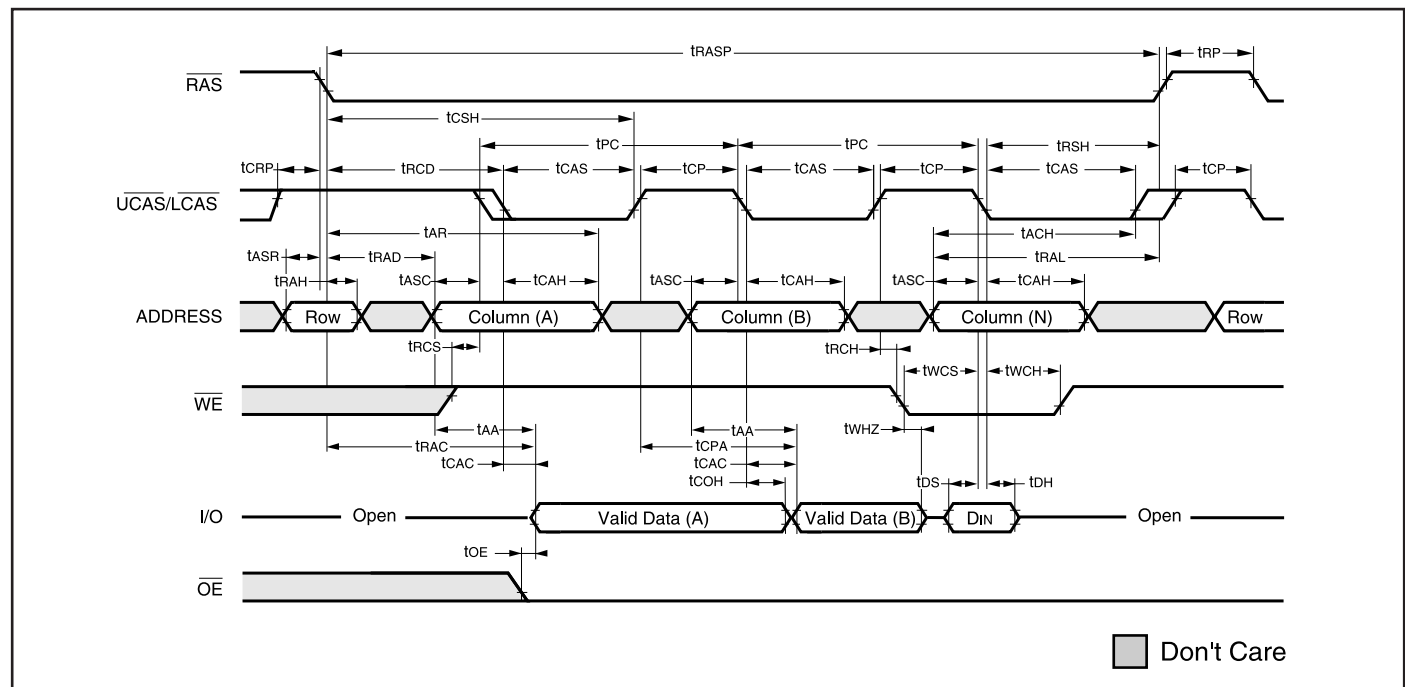 tRASP tRP
RAS
tCSH
tPC tPC tRSH
tCRP tRCD tCAS tCP tCAS tCP tCAS tCP
UCAS/LCAS
tAR tACH
tASR tRAD tRAL
tRAH tASC tCAH tASC tCAH tASC tCAH
ADDRESS Row Column (A) Column (B) Column (N) Row
tRCS tRCH
tWCS tWCH
WE
tAA tAA tWHZ
tRAC tCPA
tCAC tCAC
tCOH tDS tDH
I/O Open Valid Data (A) Valid Data (B) DIN Open
tOE
OE
Don't Care